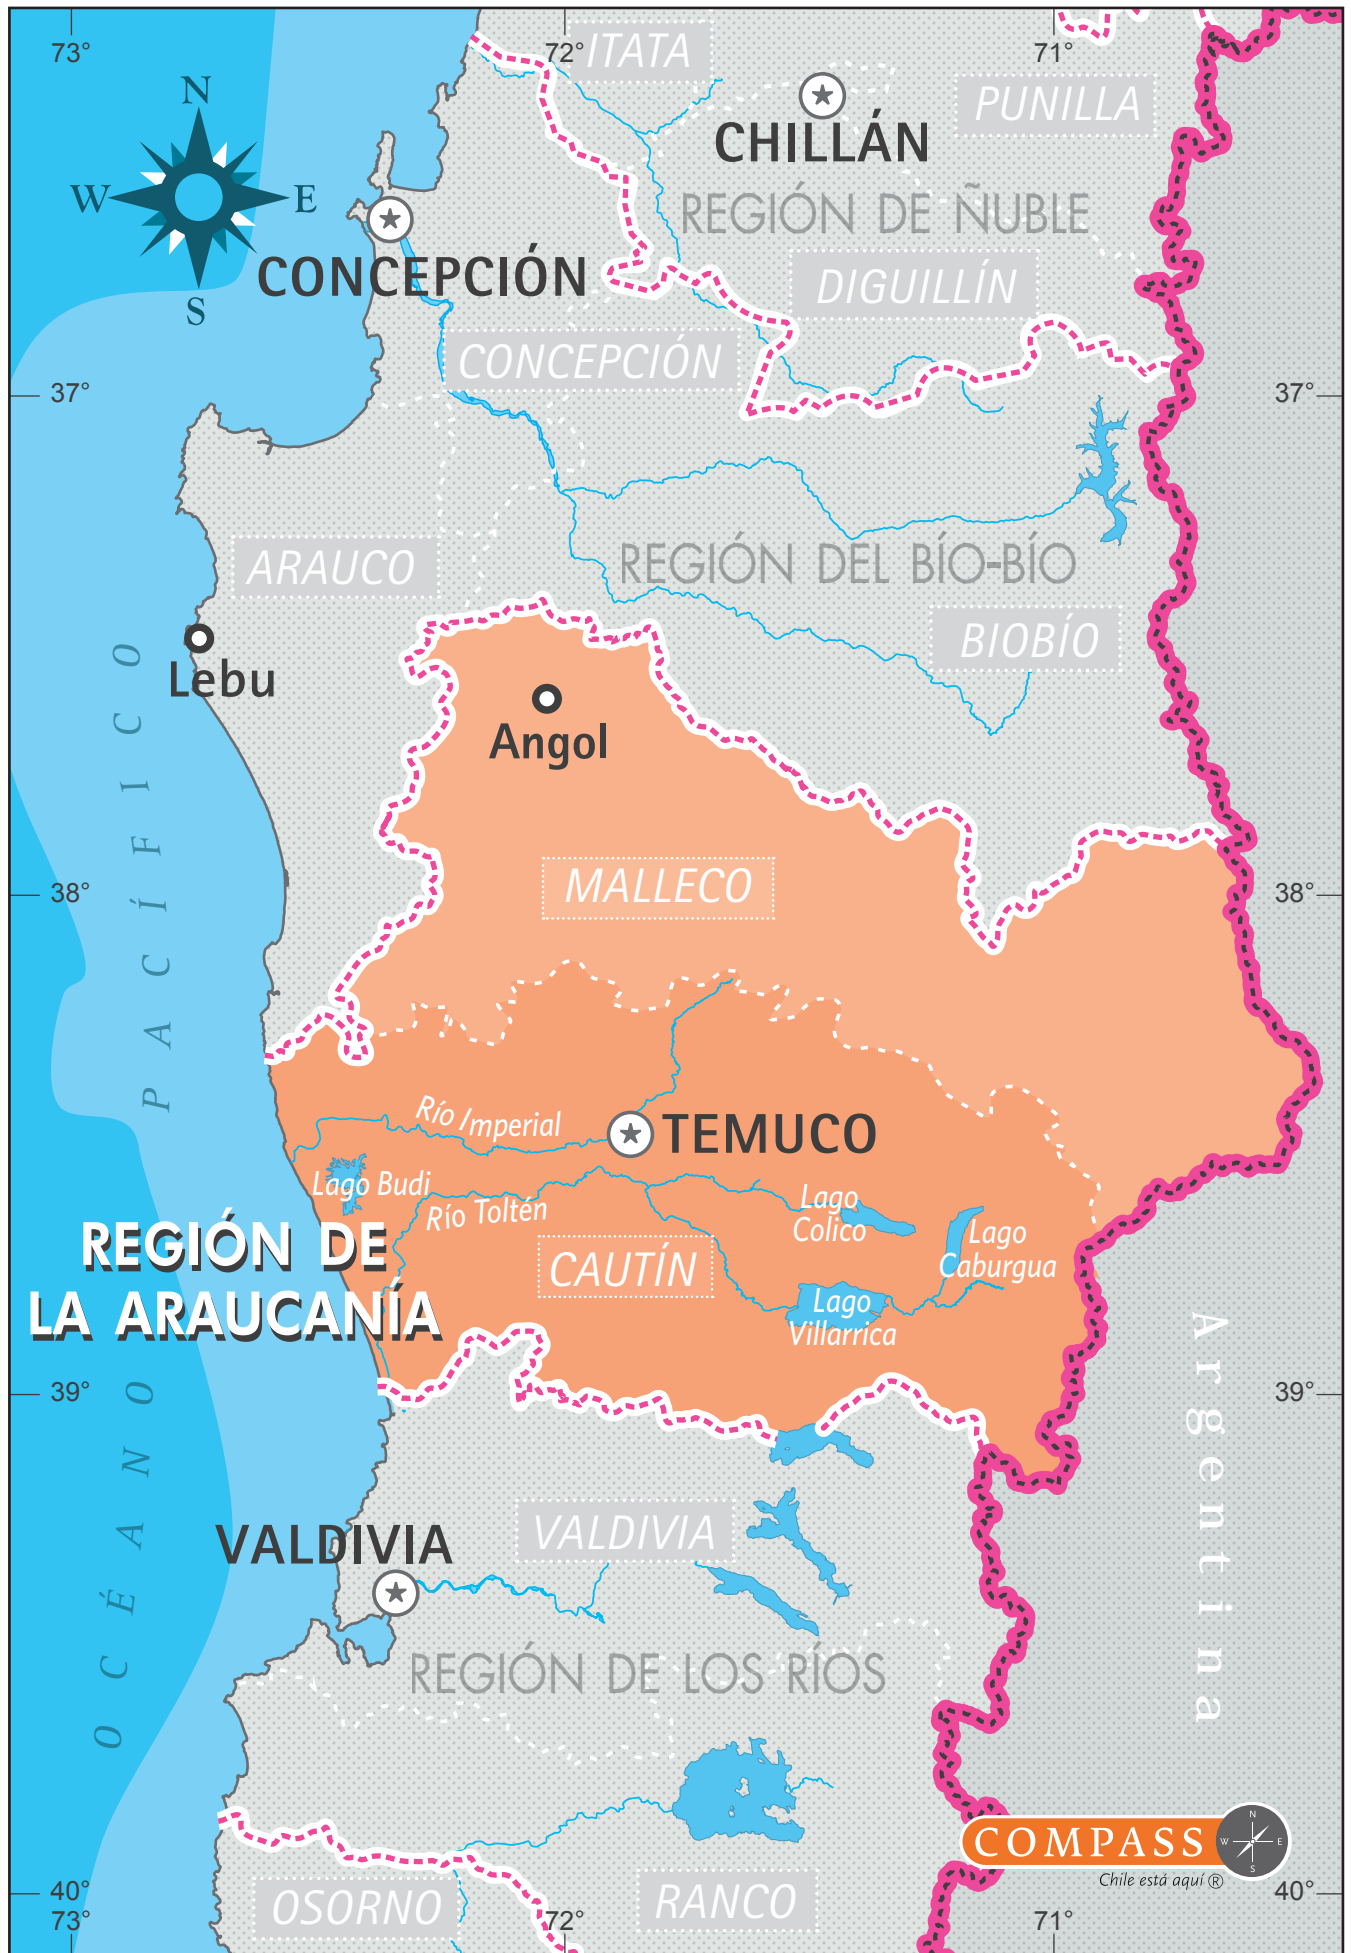 73°
72°
71°
ITATA
N
W
E
S
CHILLÁN
PUNILLA
REGIÓN DE ÑUBLE
CONCEPCIÓN
DIGUILLÍN
CONCEPCIÓN
37°
37°
ARAUCO
REGIÓN DEL BÍO-BÍO
BIOBÍO
Lebu
Angol
MALLECO
38°
38°
OCÉANO PACÍFICO
Río Imperial
TEMUCO
Lago Budi
Río Toltén
Lago
Colico
Lago
Caburgua
REGIÓN DE
LA ARAUCANÍA
CAUTÍN
Lago
Villarrica
Argentina
39°
39°
VALDIVIA
VALDIVIA
REGIÓN DE LOS RÍOS
COMPASS
N
W
E
S
Chile está aquí ®
OSORNO
RANCO
40°
40°
73°
72°
71°